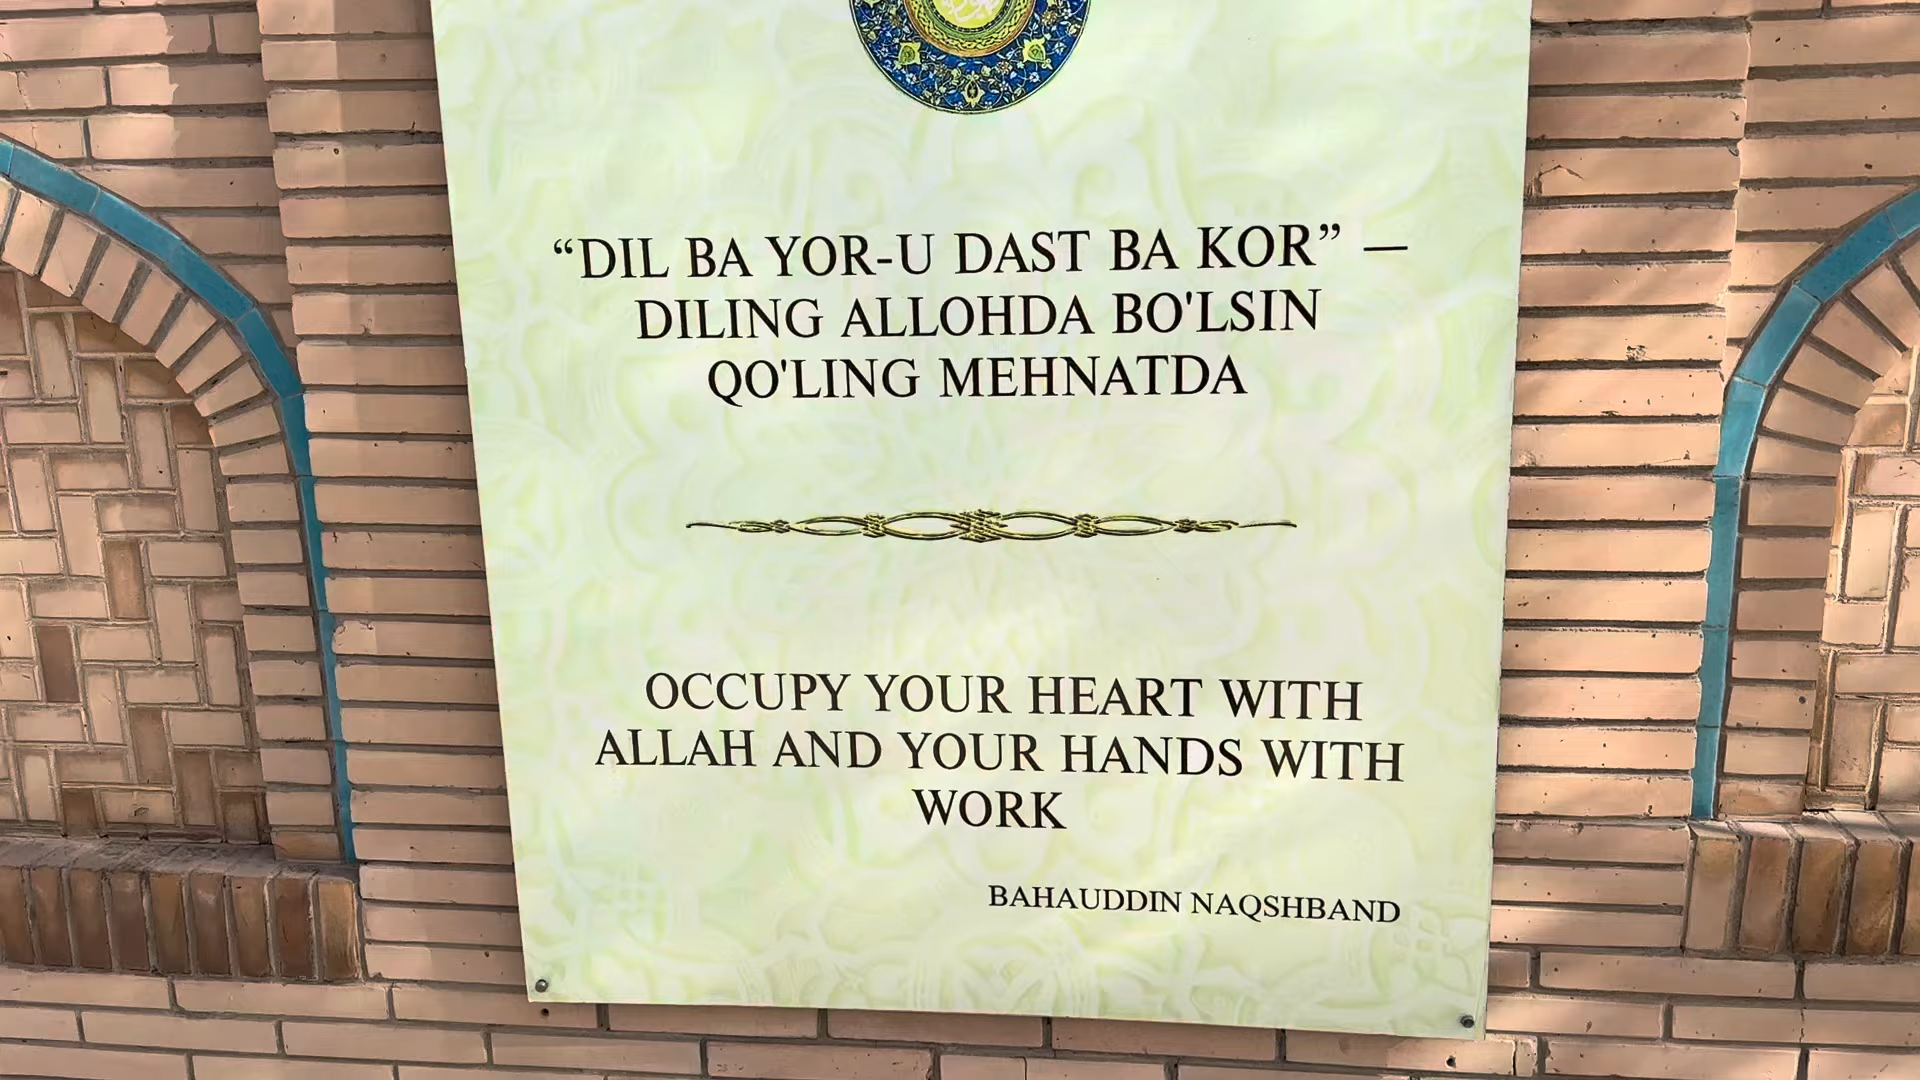 “DIL BA YOR-U DAST BA KOR” —
DILING ALLOHDA BO'LSIN
QO'LING MEHNATDA
OCCUPY YOUR HEART WITH
ALLAH AND YOUR HANDS WITH
WORK
BAHAUDDIN NAQSHBAND